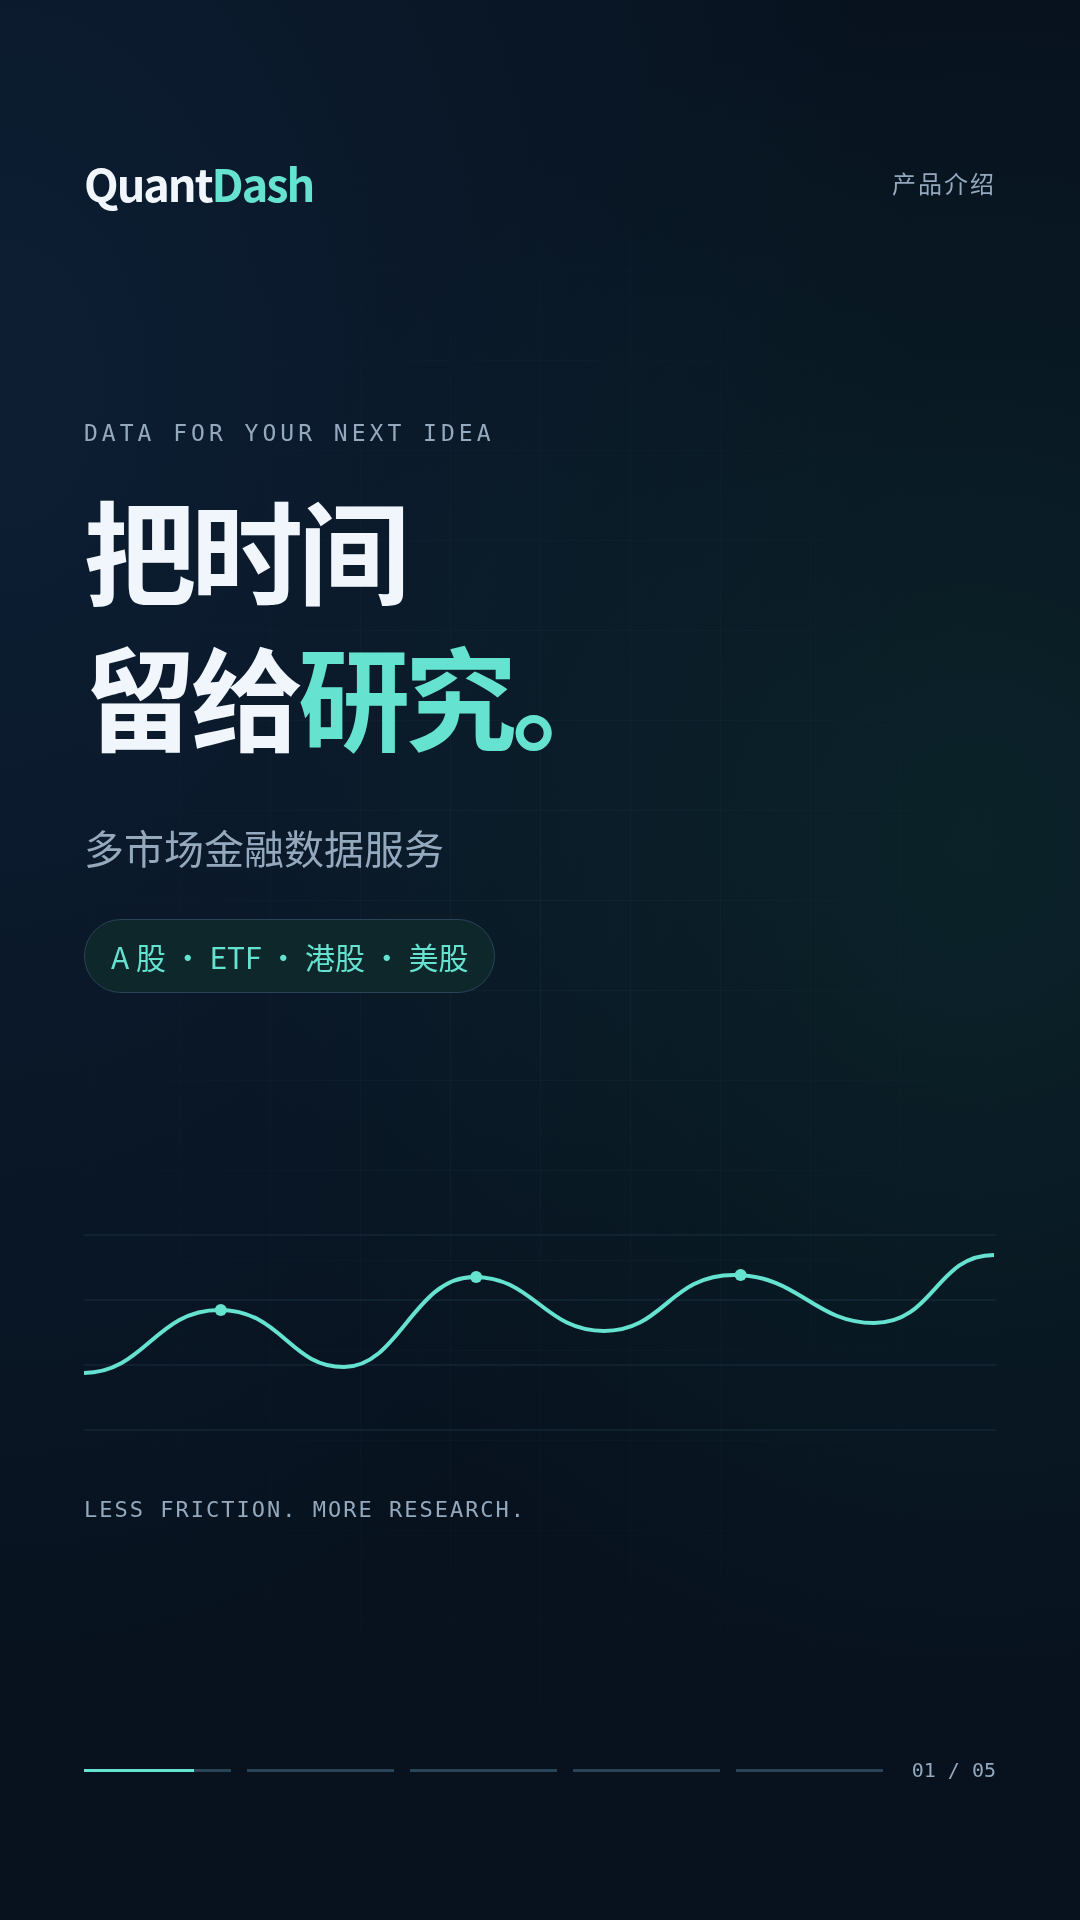 QuantDash
产品介绍
DATA FOR YOUR NEXT IDEA
把时间
留给研究。
多市场金融数据服务
A 股 · ETF · 港股 · 美股
LESS FRICTION. MORE RESEARCH.
01 / 05